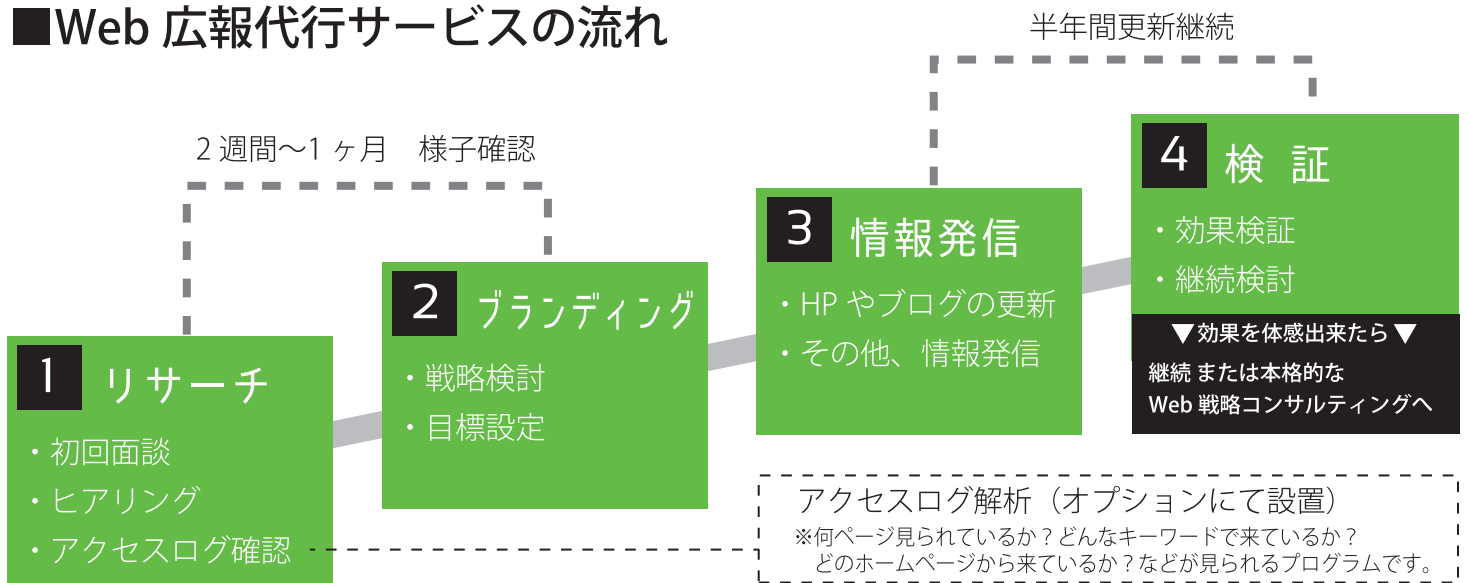 ■Web 広報代行サービスの流れ
2 週間～1 ヶ月　様子確認
半年間更新継続
1 リサーチ
・初回面談
・ヒアリング
・アクセスログ確認
2 ブランディング
・戦略検討
・目標設定
3 情報発信
・HP やブログの更新
・その他、情報発信
4 検 証
・効果検証
・継続検討
▼効果を体感出来たら▼
継続 または本格的な
Web 戦略コンサルティングへ
アクセスログ解析（オプションにて設置）
※何ページ見られているか？どんなキーワードで来ているか？
どのホームページから来ているか？などが見られるプログラムです。